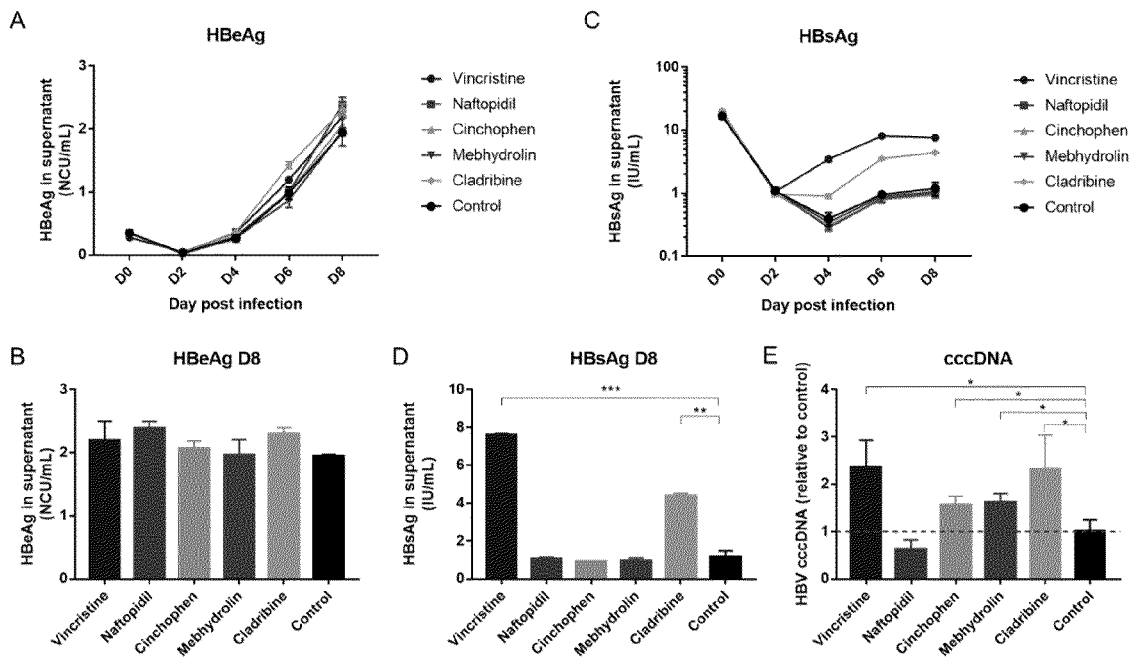 A
HBeAg
HBeAg in supernatant
(NCU/mL)
3
2
1
0
D0 D2 D4 D6 D8
Day post infection
Vincristine
Naftopidil
Cinchophen
Mebhydrolin
Cladribine
Control
C
HBsAg
HBsAg in supernatant
(IU/mL)
100
10
1
0.1
D0 D2 D4 D6 D8
Day post infection
Vincristine
Naftopidil
Cinchophen
Mebhydrolin
Cladribine
Control
B
HBeAg D8
HBeAg in supernatant
(NCU/mL)
3
2
1
0
Vincristine Naftopidil Cinchophen Mebhydrolin Cladribine Control
D
HBsAg D8
HBsAg in supernatant
(IU/mL)
10
8
6
4
2
0
***
**
Vincristine Naftopidil Cinchophen Mebhydrolin Cladribine Control
E
cccDNA
HBV cccDNA (relative to control)
4
3
2
1
0
*
*
*
*
Vincristine Naftopidil Cinchophen Mebhydrolin Cladribine Control